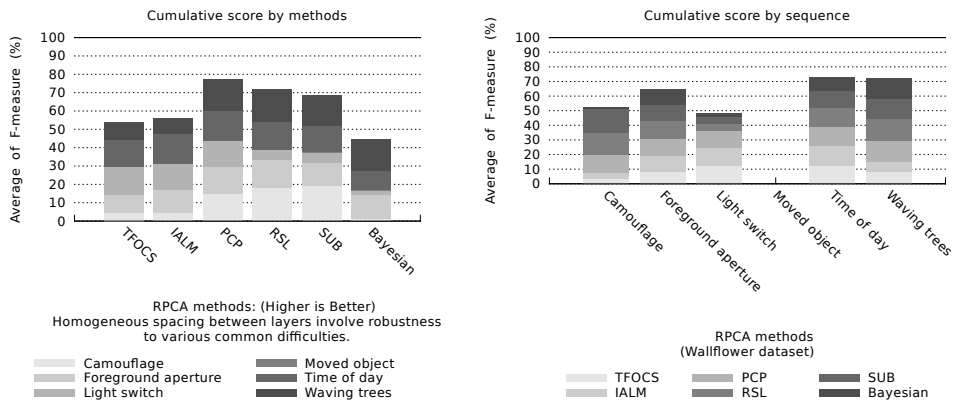 Cumulative score by methods
Average of F-measure (%)
100
90
80
70
60
50
40
30
20
10
0
TFOCS
IALM
PCP
RSL
SUB
Bayesian
RPCA methods: (Higher is Better)
Homogeneous spacing between layers involve robustness
to various common difficulties.
Camouflage
Foreground aperture
Light switch
Moved object
Time of day
Waving trees
Cumulative score by sequence
Average of F-measure (%)
100
90
80
70
60
50
40
30
20
10
0
Camouflage
Foreground aperture
Light switch
Moved object
Time of day
Waving trees
RPCA methods
(Wallflower dataset)
TFOCS
IALM
PCP
RSL
SUB
Bayesian